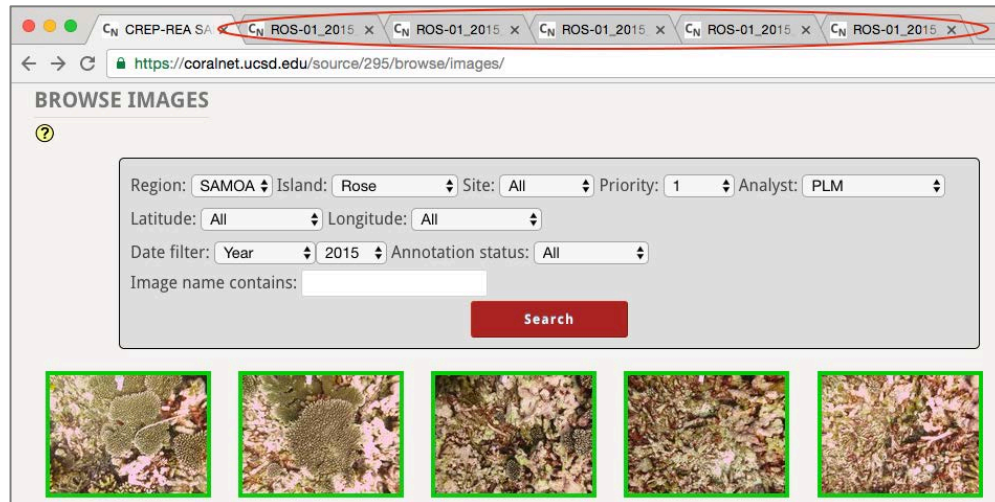 CN CREP-REA SA × CN ROS-01_2015 × CN ROS-01_2015 × CN ROS-01_2015 × CN ROS-01_2015 × CN ROS-01_2015 ×
https://coralnet.ucsd.edu/source/295/browse/images/
BROWSE IMAGES
?
Region: SAMOA Island: Rose Site: All Priority: 1 Analyst: PLM
Latitude: All Longitude: All
Date filter: Year 2015 Annotation status: All
Image name contains:
Search